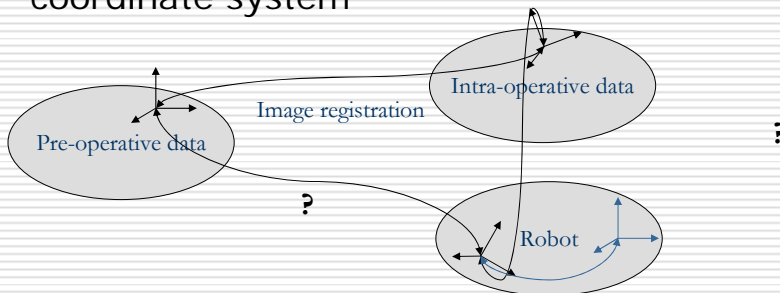 coordinate system
Intra-operative data
Image registration
Pre-operative data
?
Robot